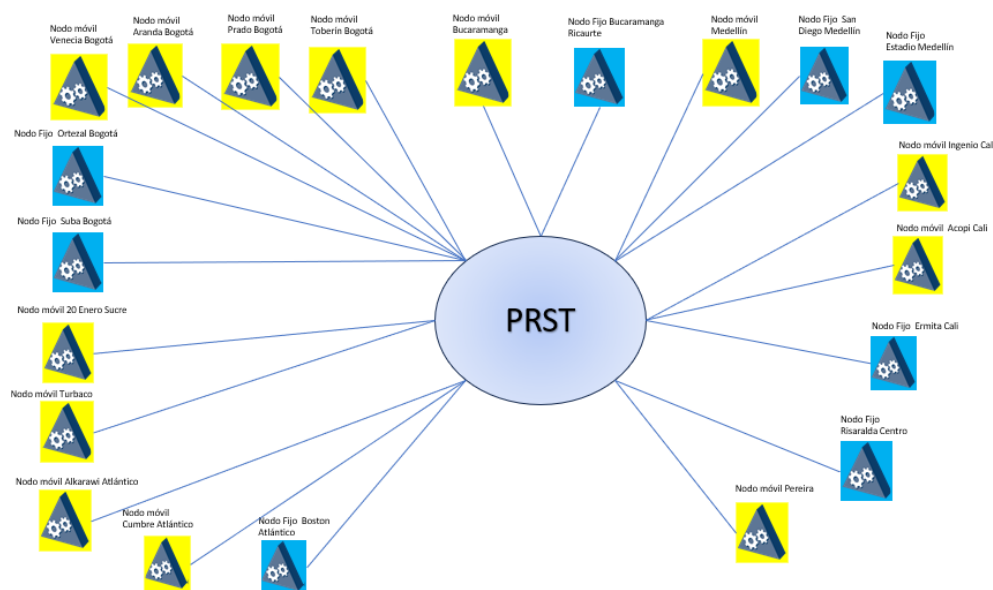 Nodo móvil
Venecia Bogotá
Nodo móvil
Aranda Bogotá
Nodo móvil
Prado Bogotá
Nodo móvil
Toberín Bogotá
Nodo móvil
Bucaramanga
Nodo Fijo Bucaramanga
Ricaurte
Nodo móvil
Medellín
Nodo Fijo San
Diego Medellín
Nodo Fijo
Estadio Medellín
Nodo Fijo Ortezal Bogotá
Nodo móvil Ingenio Cal
Nodo Fijo Suba Bogotá
Nodo móvil Acopi Cali
Nodo móvil 20 Enero Sucre
PRST
Nodo Fijo Ermita Cali
Nodo móvil Turbaco
Nodo Fijo
Risaralda Centro
Nodo móvil Alkarawi Atlántico
Nodo móvil Pereira
Nodo móvil
Cumbre Atlántico
Nodo Fijo Boston
Atlántico